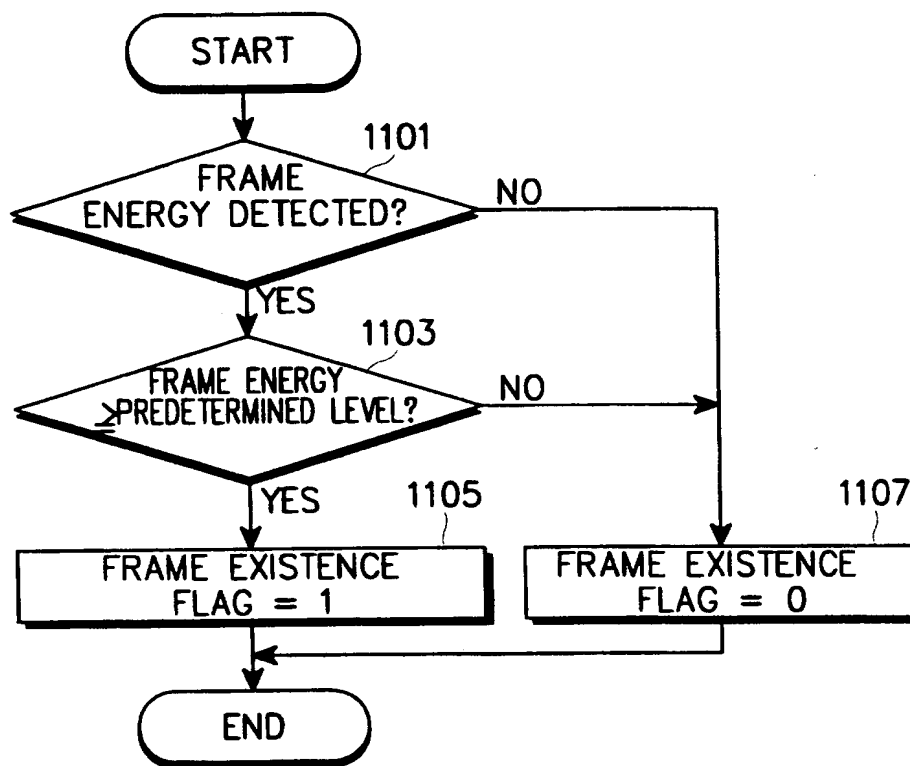 START
1101
FRAME
ENERGY DETECTED?
NO
YES
1103
FRAME ENERGY
≥PREDETERMINED LEVEL?
NO
YES
1105
FRAME EXISTENCE
FLAG = 1
1107
FRAME EXISTENCE
FLAG = 0
END